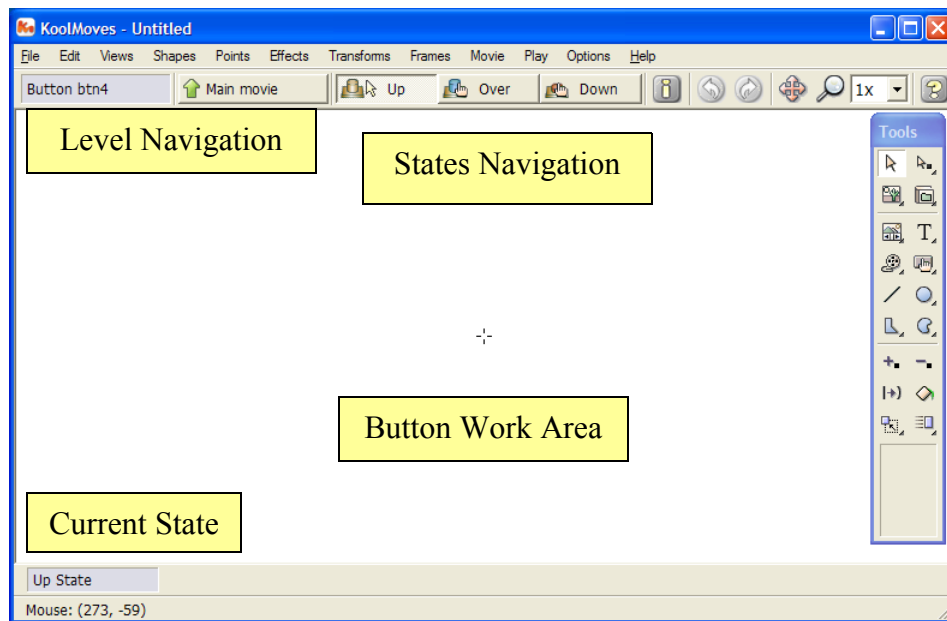 KoolMoves - Untitled
File Edit Views Shapes Points Effects Transforms Frames Movie Play Options Help
Button btn4 Main movie Up Over Down 1x
Level Navigation
States Navigation
Tools
T
Button Work Area
Current State
Up State
Mouse: (273, -59)